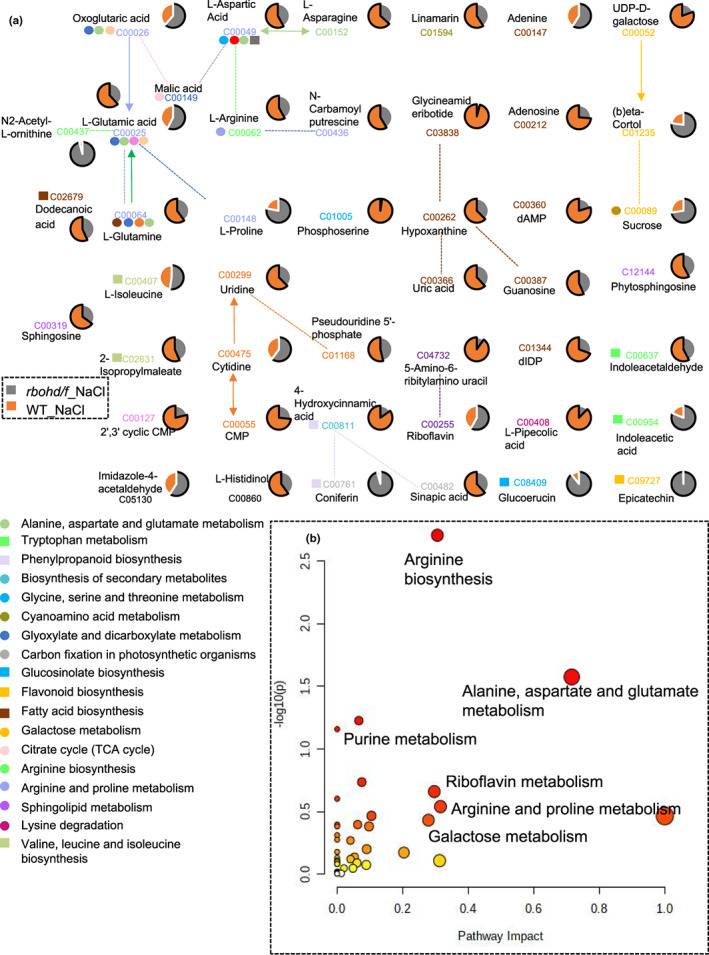 (a)
Oxoglutaric acid
C00026
L-Aspartic
Acid
C00049
L-
Asparagine
C00152
Linamarin
C01594
Adenine
C00147
UDP-D-
galactose
C00052
Malic acid
C00149
N2-Acetyl-
L-ornithine
C00437
L-Glutamic acid
C00025
L-Arginine
C00062
N-
Carbamoyl
putrescine
C00436
Glycineamid
eribotide
C03838
Adenosine
C00212
(b)eta-
Cortol
C01235
C02679
Dodecanoic
acid
C00064
L-Glutamine
C00148
L-Proline
C01005
Phosphoserine
C00262
Hypoxanthine
C00360
dAMP
C00089
Sucrose
C00407
L-Isoleucine
C00299
Uridine
C00366
Uric acid
C00387
Guanosine
C12144
Phytosphingosine
C00319
Sphingosine
2-
Isopropylmaleate
C02631
C00475
Cytidine
Pseudouridine 5'-
phosphate
C01168
C04732
5-Amino-6-
ribitylamino uracil
C01344
dIDP
C00637
Indoleacetaldehyde
rbohd/f_NaCl
WT_NaCl
C00127
2',3' cyclic CMP
C00055
CMP
4-
Hydroxycinnamic
acid
C00811
C00255
Riboflavin
C00408
L-Pipecolic
acid
C00954
Indoleacetic
acid
Imidazole-4-
acetaldehyde
C05130
L-Histidinol
C00860
C00761
Coniferin
C00482
Sinapic acid
C08409
Glucoerucin
C09727
Epicatechin
Alanine, aspartate and glutamate metabolism
Tryptophan metabolism
Phenylpropanoid biosynthesis
Biosynthesis of secondary metabolites
Glycine, serine and threonine metabolism
Cyanoamino acid metabolism
Glyoxylate and dicarboxylate metabolism
Carbon fixation in photosynthetic organisms
Glucosinolate biosynthesis
Flavonoid biosynthesis
Fatty acid biosynthesis
Galactose metabolism
Citrate cycle (TCA cycle)
Arginine biosynthesis
Arginine and proline metabolism
Sphingolipid metabolism
Lysine degradation
Valine, leucine and isoleucine
biosynthesis
(b)
Arginine
biosynthesis
Alanine, aspartate and glutamate
metabolism
Purine metabolism
Riboflavin metabolism
Arginine and proline metabolism
Galactose metabolism
-log10(p)
2.5
2.0
1.5
1.0
0.5
0.0
0.0
0.2
0.4
0.6
0.8
1.0
Pathway Impact